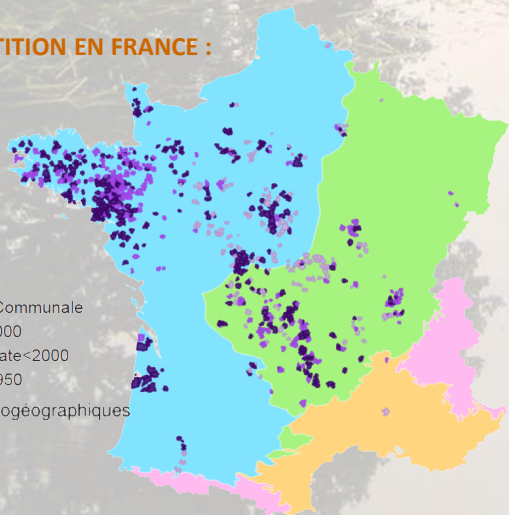 TITION EN FRANCE :
Communale
000
ate<2000
950
ogéographiques